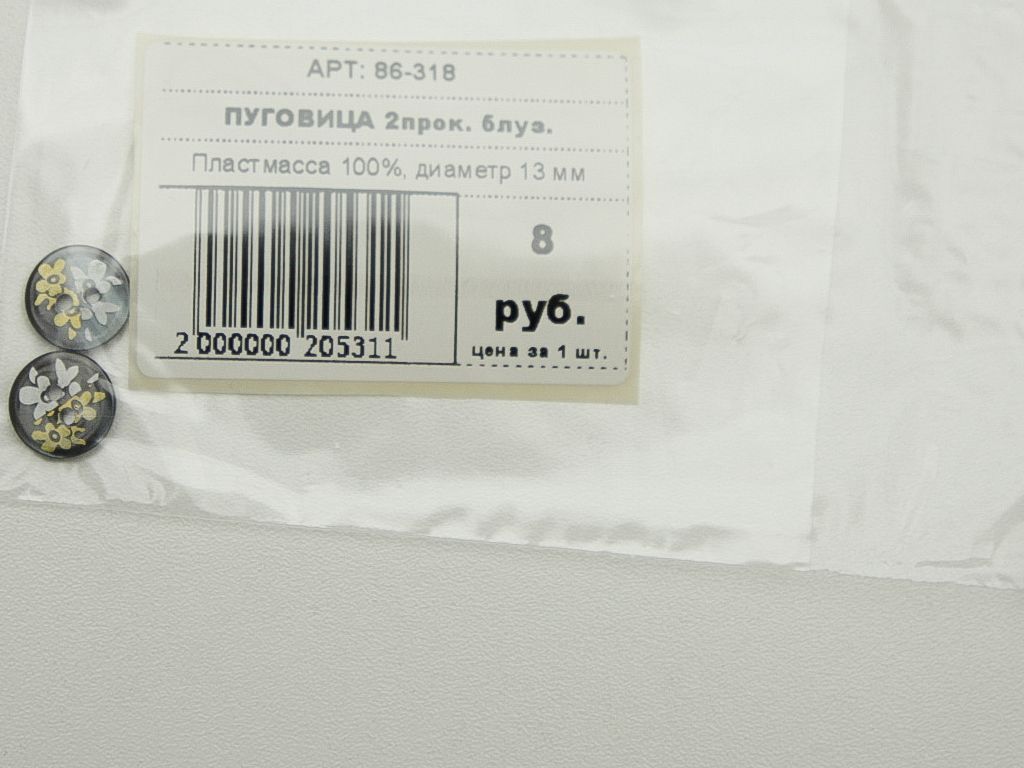 АРТ: 86-318
ПУГОВИЦА 2прок. блуз.
Пластмасса 100%, диаметр 13 мм
8
руб.
цена за 1 шт.
2 000000 205311